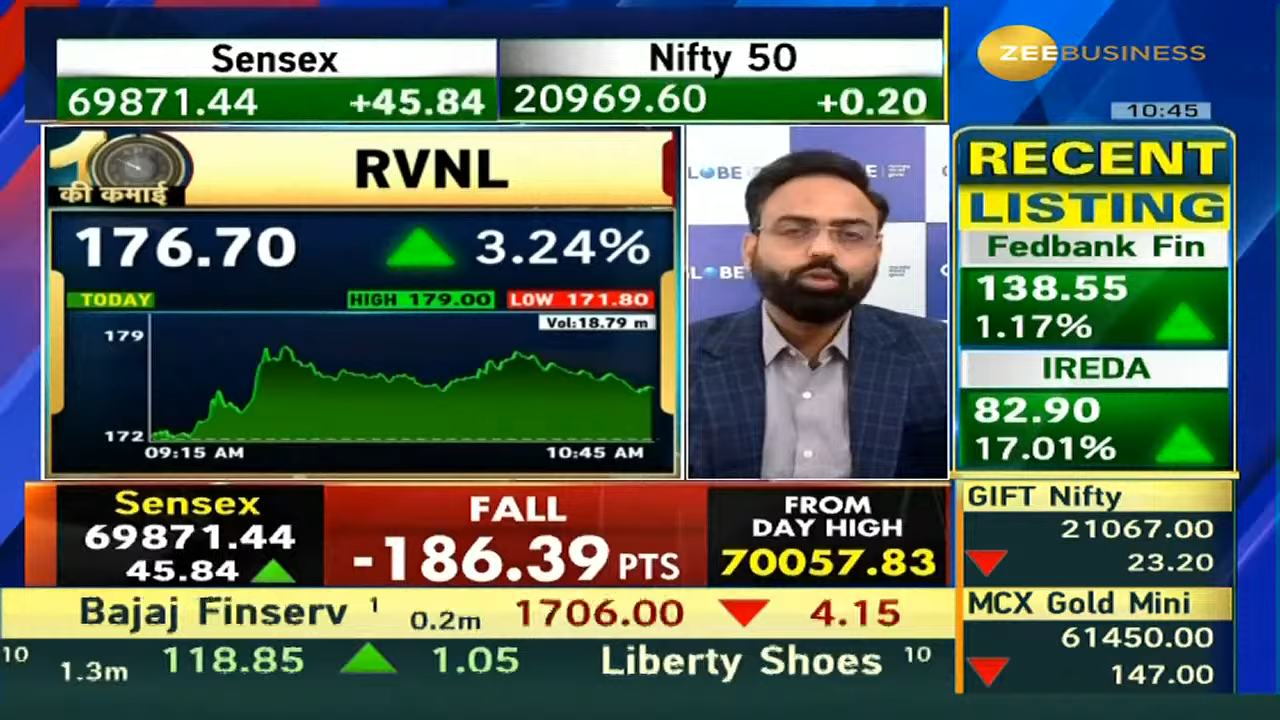 Sensex
69871.44 +45.84
Nifty 50
20969.60 +0.20
ZEEBUSINESS
10:45
10
की कमाई
RVNL
176.70 3.24%
TODAY HIGH 179.00 LOW 171.80
Vol:18.79 m
179
172
09:15 AM 10:45 AM
LOBE
E
LOBE
RECENT
LISTING
Fedbank Fin
138.55
1.17%
IREDA
82.90
17.01%
Sensex
69871.44
45.84
FALL
-186.39 PTS
FROM
DAY HIGH
70057.83
GIFT Nifty
21067.00
23.20
MCX Gold Mini
61450.00
147.00
Bajaj Finserv 1 0.2m 1706.00 4.15
10 1.3m 118.85 1.05 Liberty Shoes 10